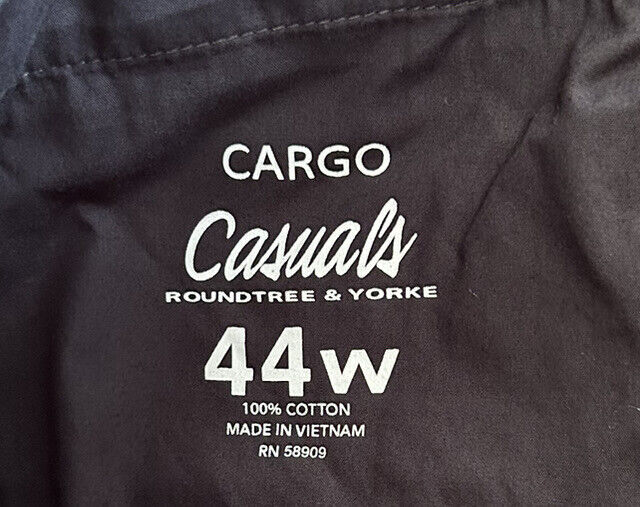 CARGO
Casuals
ROUNDTREE & YORKE
44W
100% COTTON
MADE IN VIETNAM
RN 58909